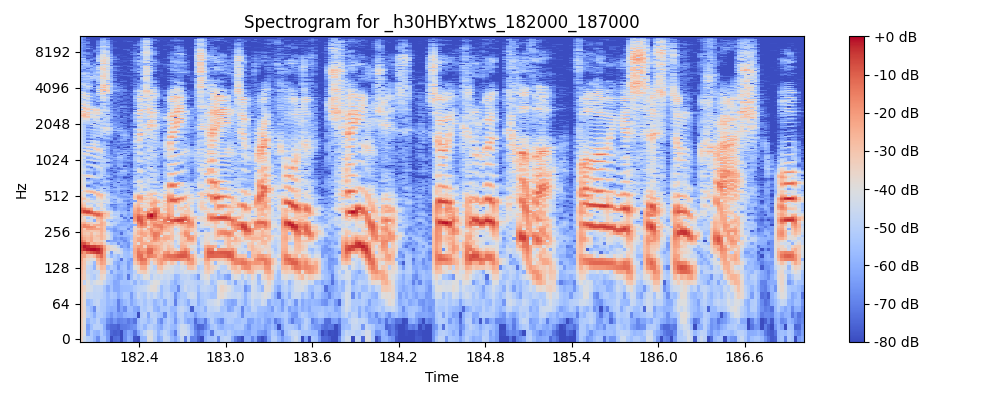 Spectrogram for _h30HBYxtws_182000_187000
Hz
8192
4096
2048
1024
512
256
128
64
0
182.4 183.0 183.6 184.2 184.8 185.4 186.0 186.6
Time
+0 dB
-10 dB
-20 dB
-30 dB
-40 dB
-50 dB
-60 dB
-70 dB
-80 dB